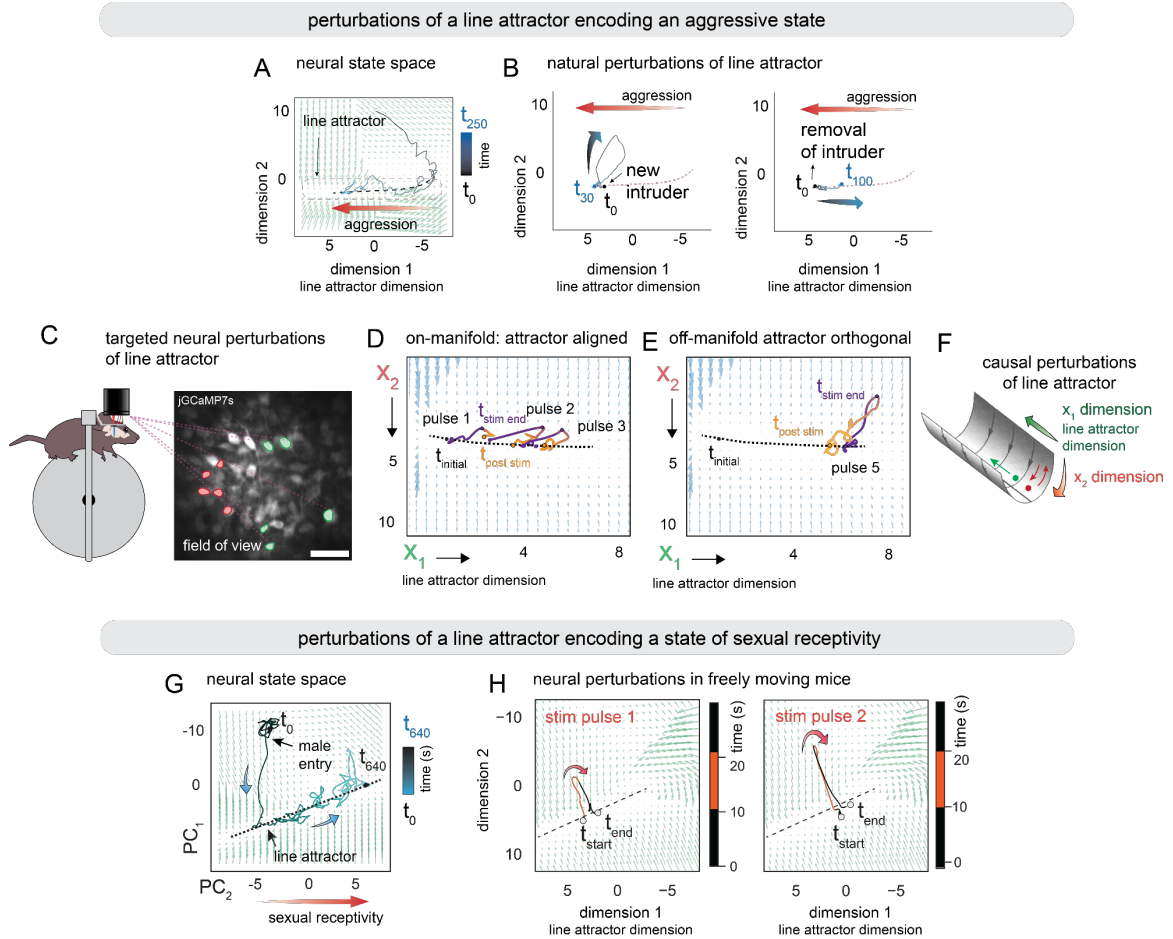 perturbations of a line attractor encoding an aggressive state
A neural state space
10
0
-5
dimension 2
line attractor
aggression
5 0 -5
dimension 1
line attractor dimension
t250
time
t0
B natural perturbations of line attractor
10
0
5
dimension 2
aggression
t30
t0
new
intruder
5 0 -5
dimension 1
line attractor dimension
10
0
5
dimension 2
aggression
removal
of intruder
t0
t100
5 0 -5
dimension 1
line attractor dimension
C targeted neural perturbations
of line attractor
jGCaMP7s
field of view
D on-manifold: attractor aligned
X2
5
10
pulse 1
tstim end
pulse 2
pulse 3
tinitial
tpost stim
X1
4 8
line attractor dimension
E off-manifold attractor orthogonal
X2
5
10
tstim end
tpost stim
tinitial
pulse 5
X1
4 8
line attractor dimension
F
causal perturbations
of line attractor
x1 dimension
line attractor
dimension
x2 dimension
perturbations of a line attractor encoding a state of sexual receptivity
G neural state space
-10
0
10
PC1
t0
male
entry
t640
line attractor
PC2
-5 0 5
sexual receptivity
t640
time (s)
t0
H neural perturbations in freely moving mice
−10
0
10
dimension 2
stim pulse 1
tstart
tend
5 0 −5
dimension 1
line attractor dimension
time (s)
20
10
0
stim pulse 2
tstart
tend
5 0 −5
dimension 1
line attractor dimension
time (s)
20
10
0